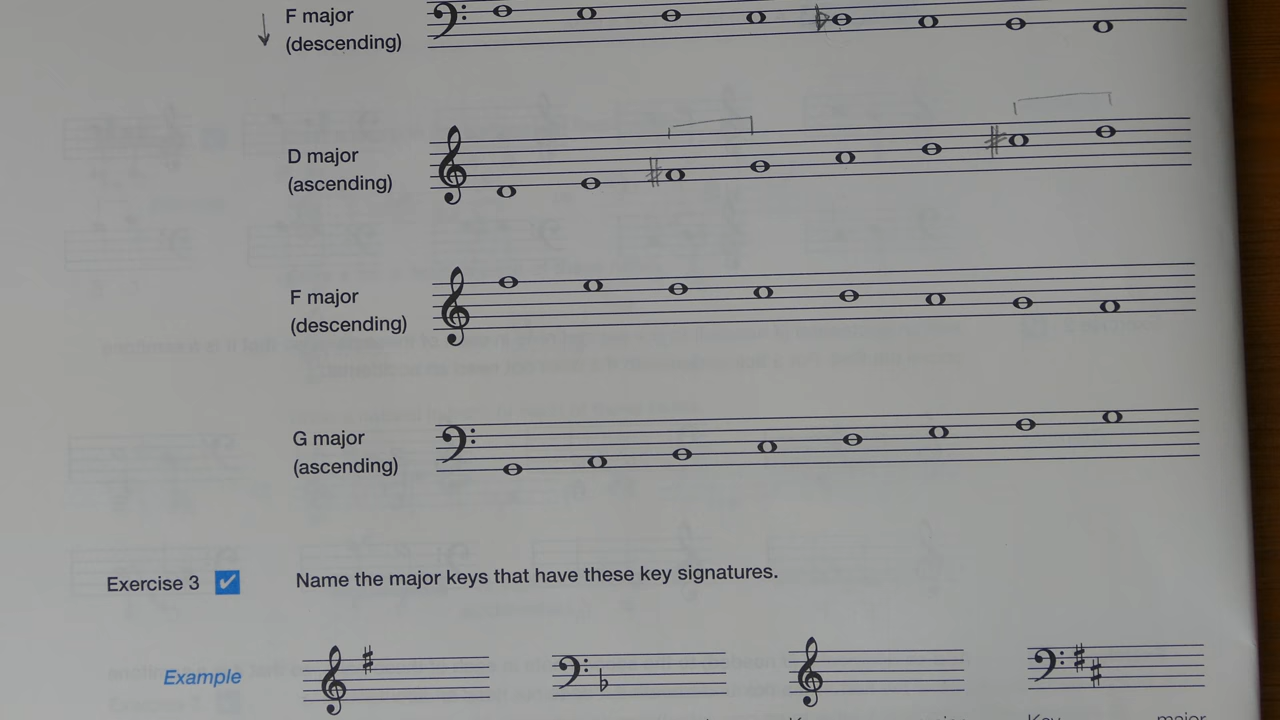 F major
(descending)
D major
(ascending)
F major
(descending)
G major
(ascending)
Exercise 3 ✓ Name the major keys that have these key signatures.
Example